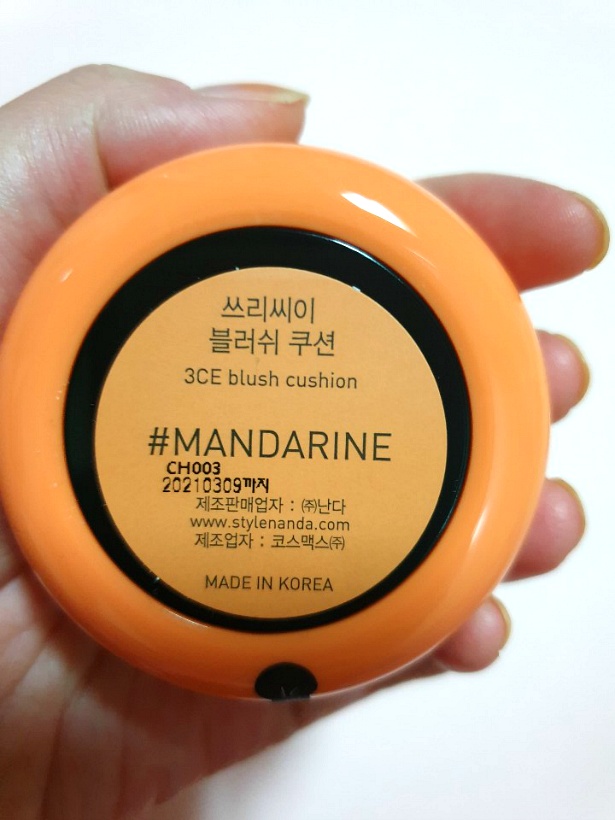 쓰리씨이
블러쉬 쿠션
3CE blush cushion
#MANDARINE
CH003
20210309까지
제조판매업자 : ㈜난다
www.stylenanda.com
제조업자 : 코스맥스㈜
MADE IN KOREA